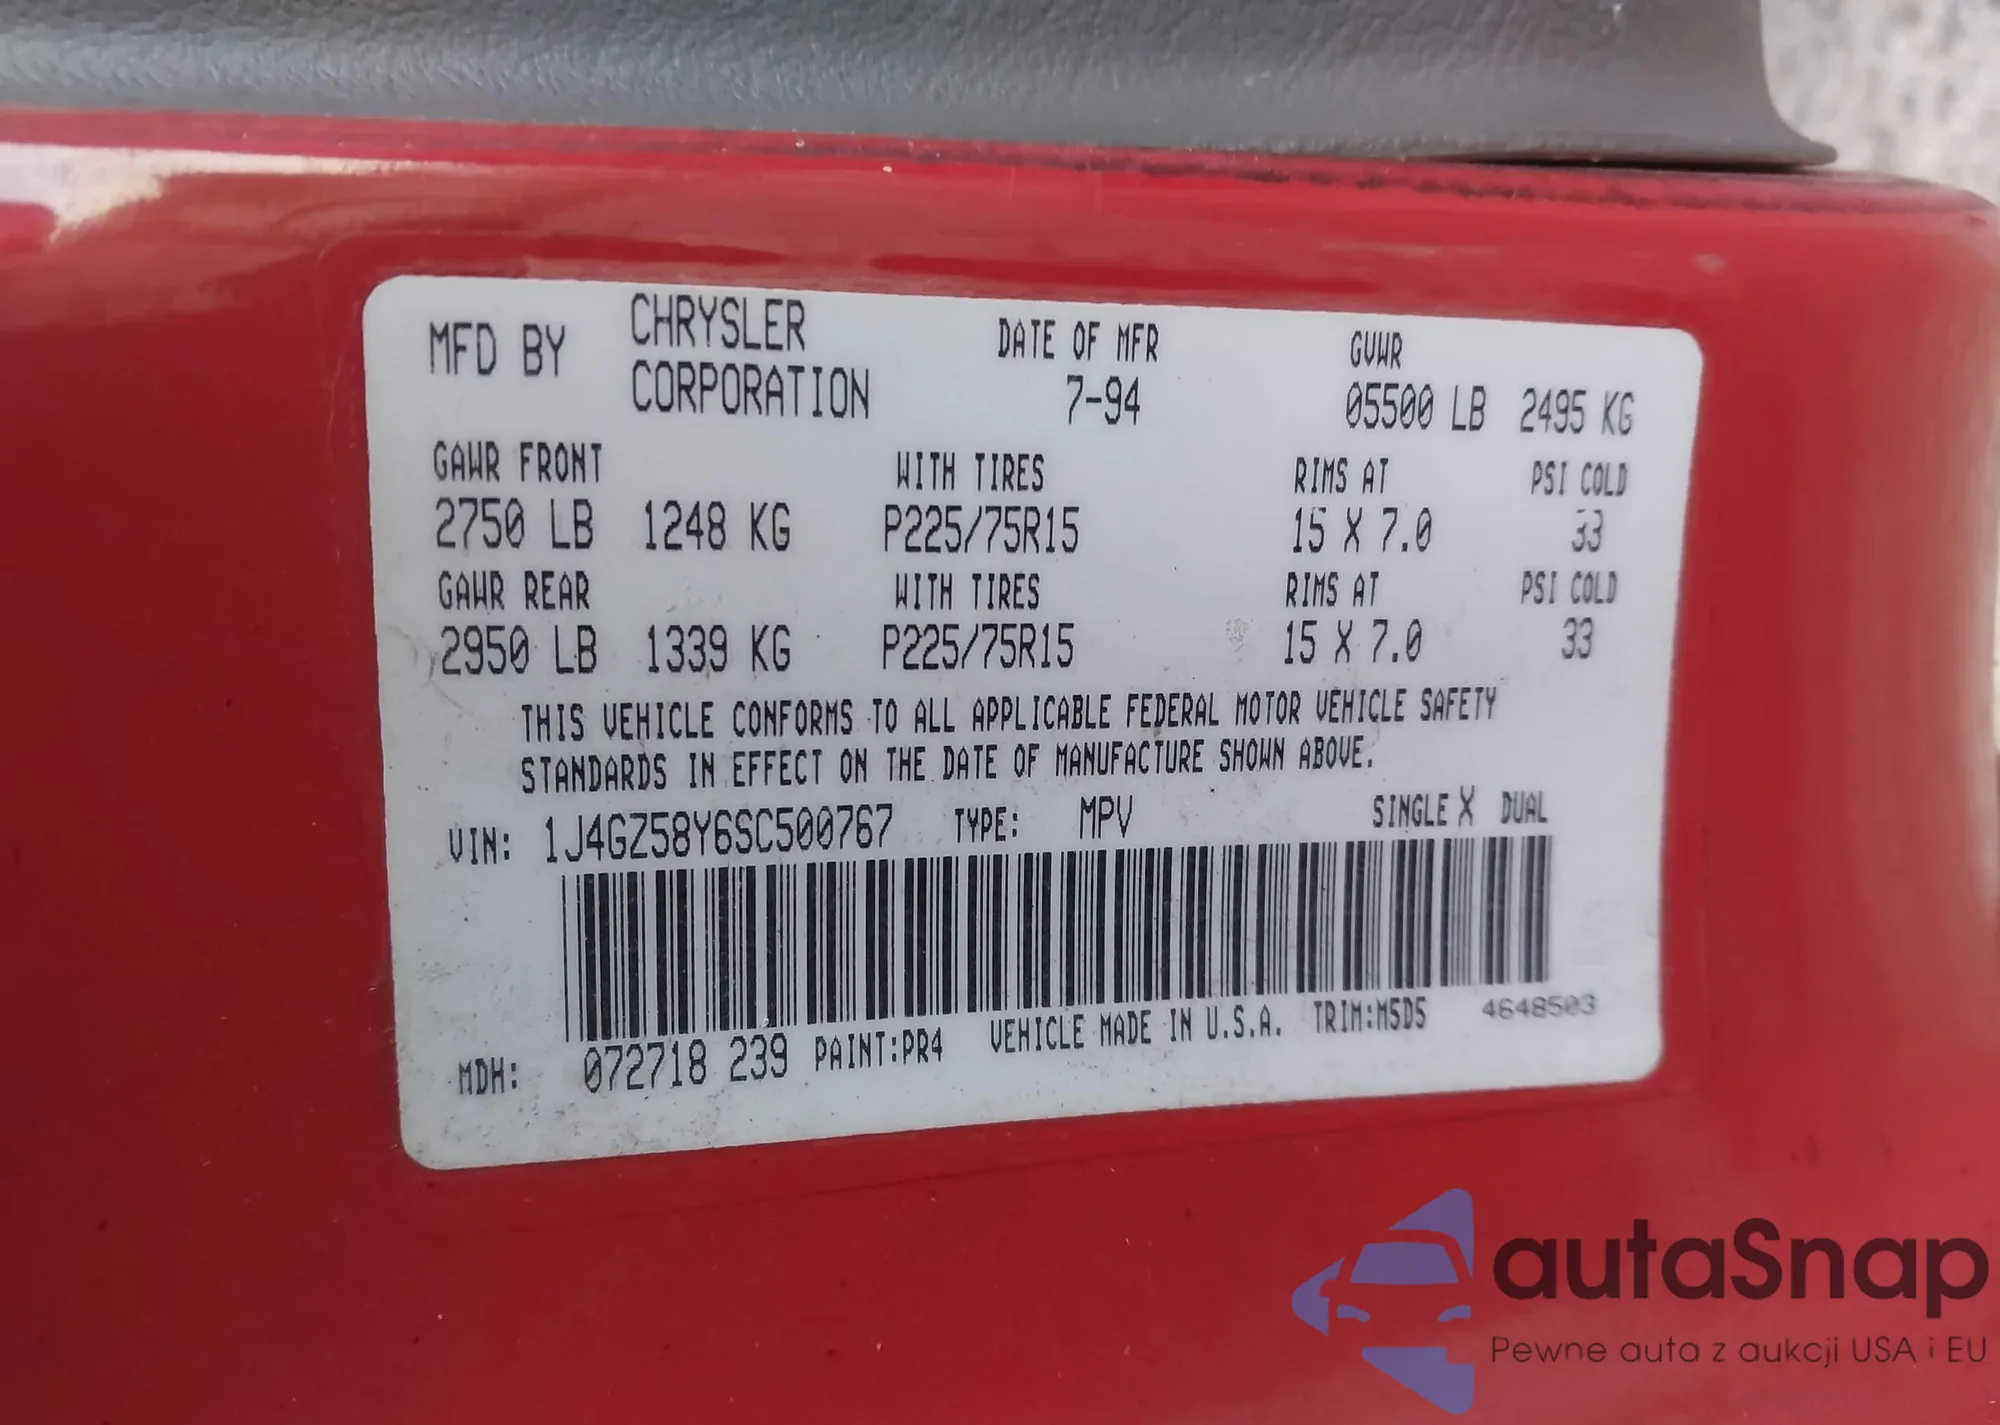 MFD BY CHRYSLER CORPORATION DATE OF MFR 7-94 GVWR 05500 LB 2495 KG
GAWR FRONT WITH TIRES RIMS AT PSI COLD
2750 LB 1248 KG P225/75R15 15 X 7.0 33
GAWR REAR WITH TIRES RIMS AT PSI COLD
2950 LB 1339 KG P225/75R15 15 X 7.0 33
THIS VEHICLE CONFORMS TO ALL APPLICABLE FEDERAL MOTOR VEHICLE SAFETY
STANDARDS IN EFFECT ON THE DATE OF MANUFACTURE SHOWN ABOVE.
VIN: 1J4GZ58Y6SC500767 TYPE: MPV SINGLE X DUAL
MDH: 072718 239 PAINT:PR4 VEHICLE MADE IN U.S.A. TRIM:M5D5 4648503
autaSnap
Pewne auta z aukcji USA i EU